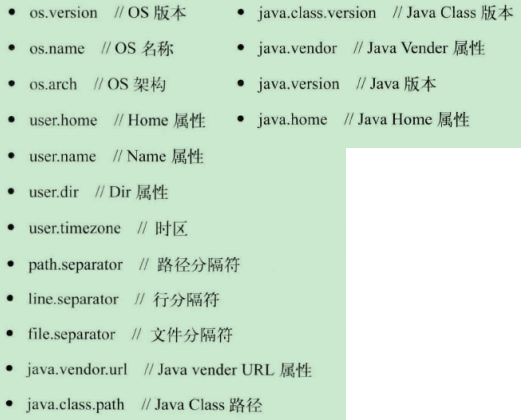 • os.version // OS 版本
• os.name // OS 名称
• os.arch // OS 架构
• user.home // Home 属性
• user.name // Name 属性
• user.dir // Dir 属性
• user.timezone // 时区
• path.separator // 路径分隔符
• line.separator // 行分隔符
• file.separator // 文件分隔符
• java.vendor.url // Java vender URL 属性
• java.class.path // Java Class 路径
• java.class.version // Java Class 版本
• java.vendor // Java Vender 属性
• java.version // Java 版本
• java.home // Java Home 属性